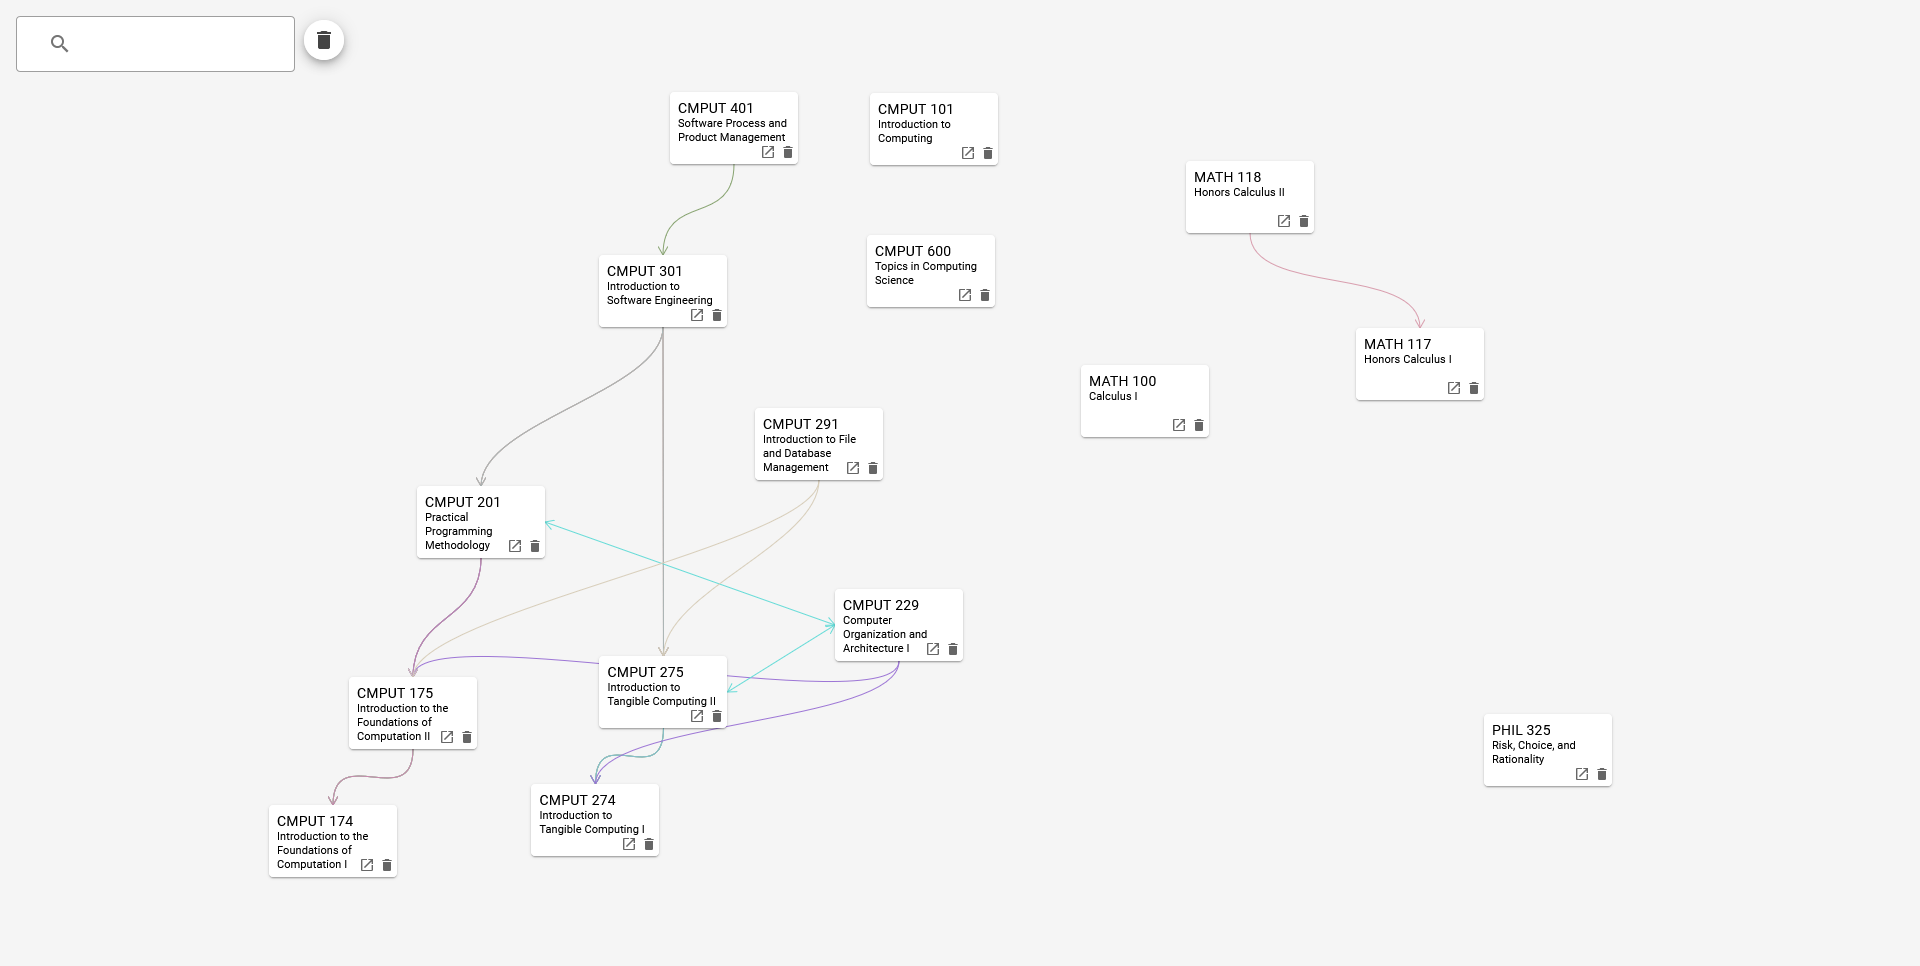 CMPUT 401
Software Process and
Product Management
CMPUT 101
Introduction to
Computing
MATH 118
Honors Calculus II
CMPUT 600
Topics in Computing
Science
CMPUT 301
Introduction to
Software Engineering
MATH 117
Honors Calculus I
MATH 100
Calculus I
CMPUT 291
Introduction to File
and Database
Management
CMPUT 201
Practical
Programming
Methodology
CMPUT 229
Computer
Organization and
Architecture I
CMPUT 275
Introduction to
Tangible Computing II
CMPUT 175
Introduction to the
Foundations of
Computation II
PHIL 325
Risk, Choice, and
Rationality
CMPUT 274
Introduction to
Tangible Computing I
CMPUT 174
Introduction to the
Foundations of
Computation I